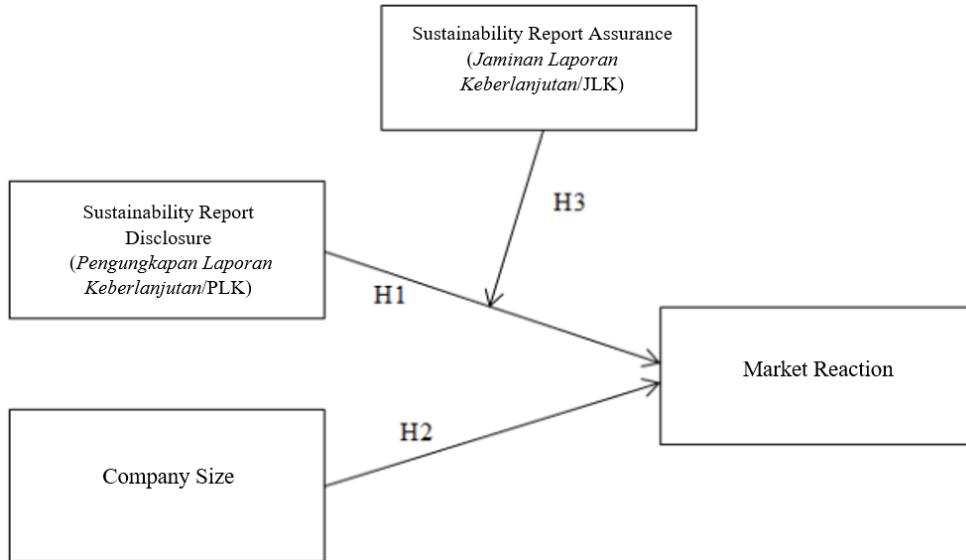 Sustainability Report Assurance
(Jaminan Laporan
Keberlanjutan/JLK)
H3
Sustainability Report
Disclosure
(Pengungkapan Laporan
Keberlanjutan/PLK)
H1
Market Reaction
H2
Company Size